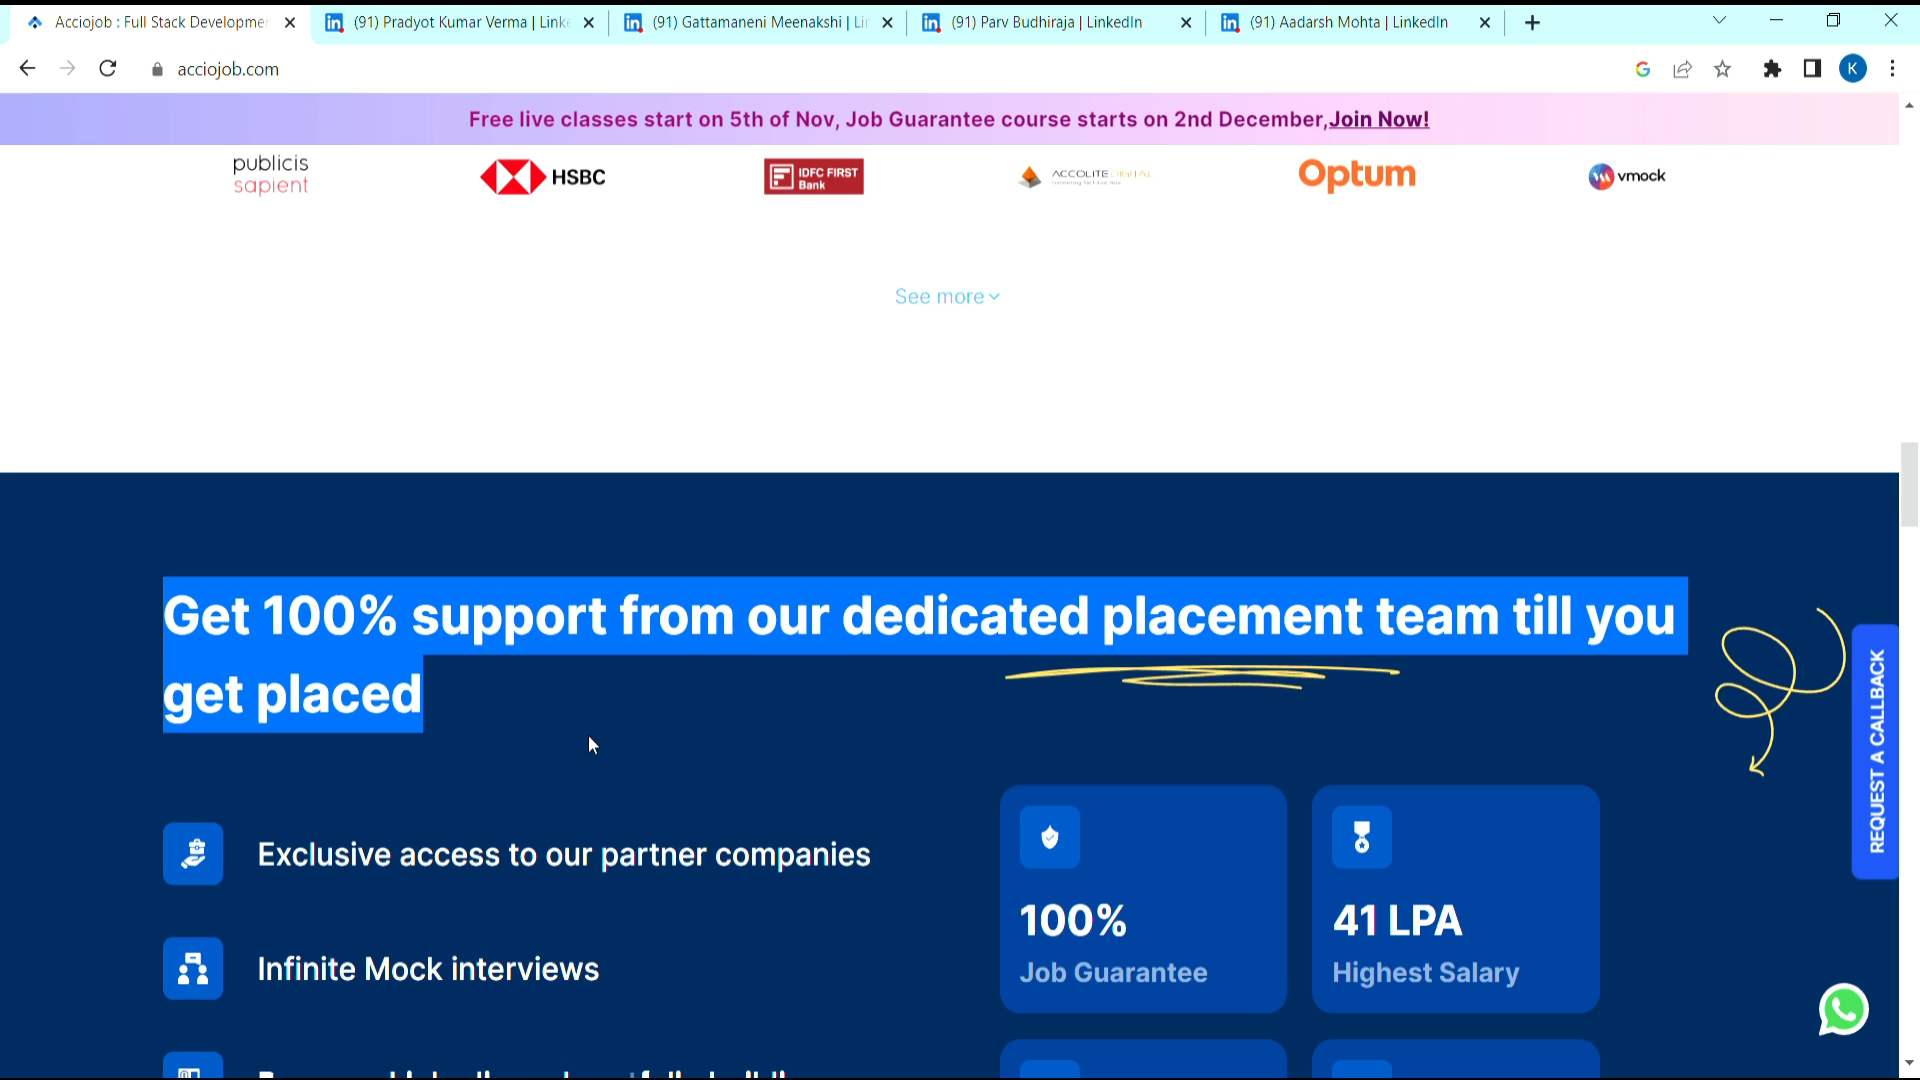 Acciojob : Full Stack Developme
(91) Pradyot Kumar Verma | Linke
(91) Gattamaneni Meenakshi | Lin
(91) Parv Budhiraja | LinkedIn
(91) Aadarsh Mohta | LinkedIn
acciojob.com
K
Free live classes start on 5th of Nov, Job Guarantee course starts on 2nd December,Join Now!
publicis
sapient
HSBC
IDFC FIRST
Bank
ACCOLITE DIGITAL
Optum
vmock
See more
Get 100% support from our dedicated placement team till you
get placed
REQUEST A CALLBACK
Exclusive access to our partner companies
Infinite Mock interviews
100%
Job Guarantee
41 LPA
Highest Salary